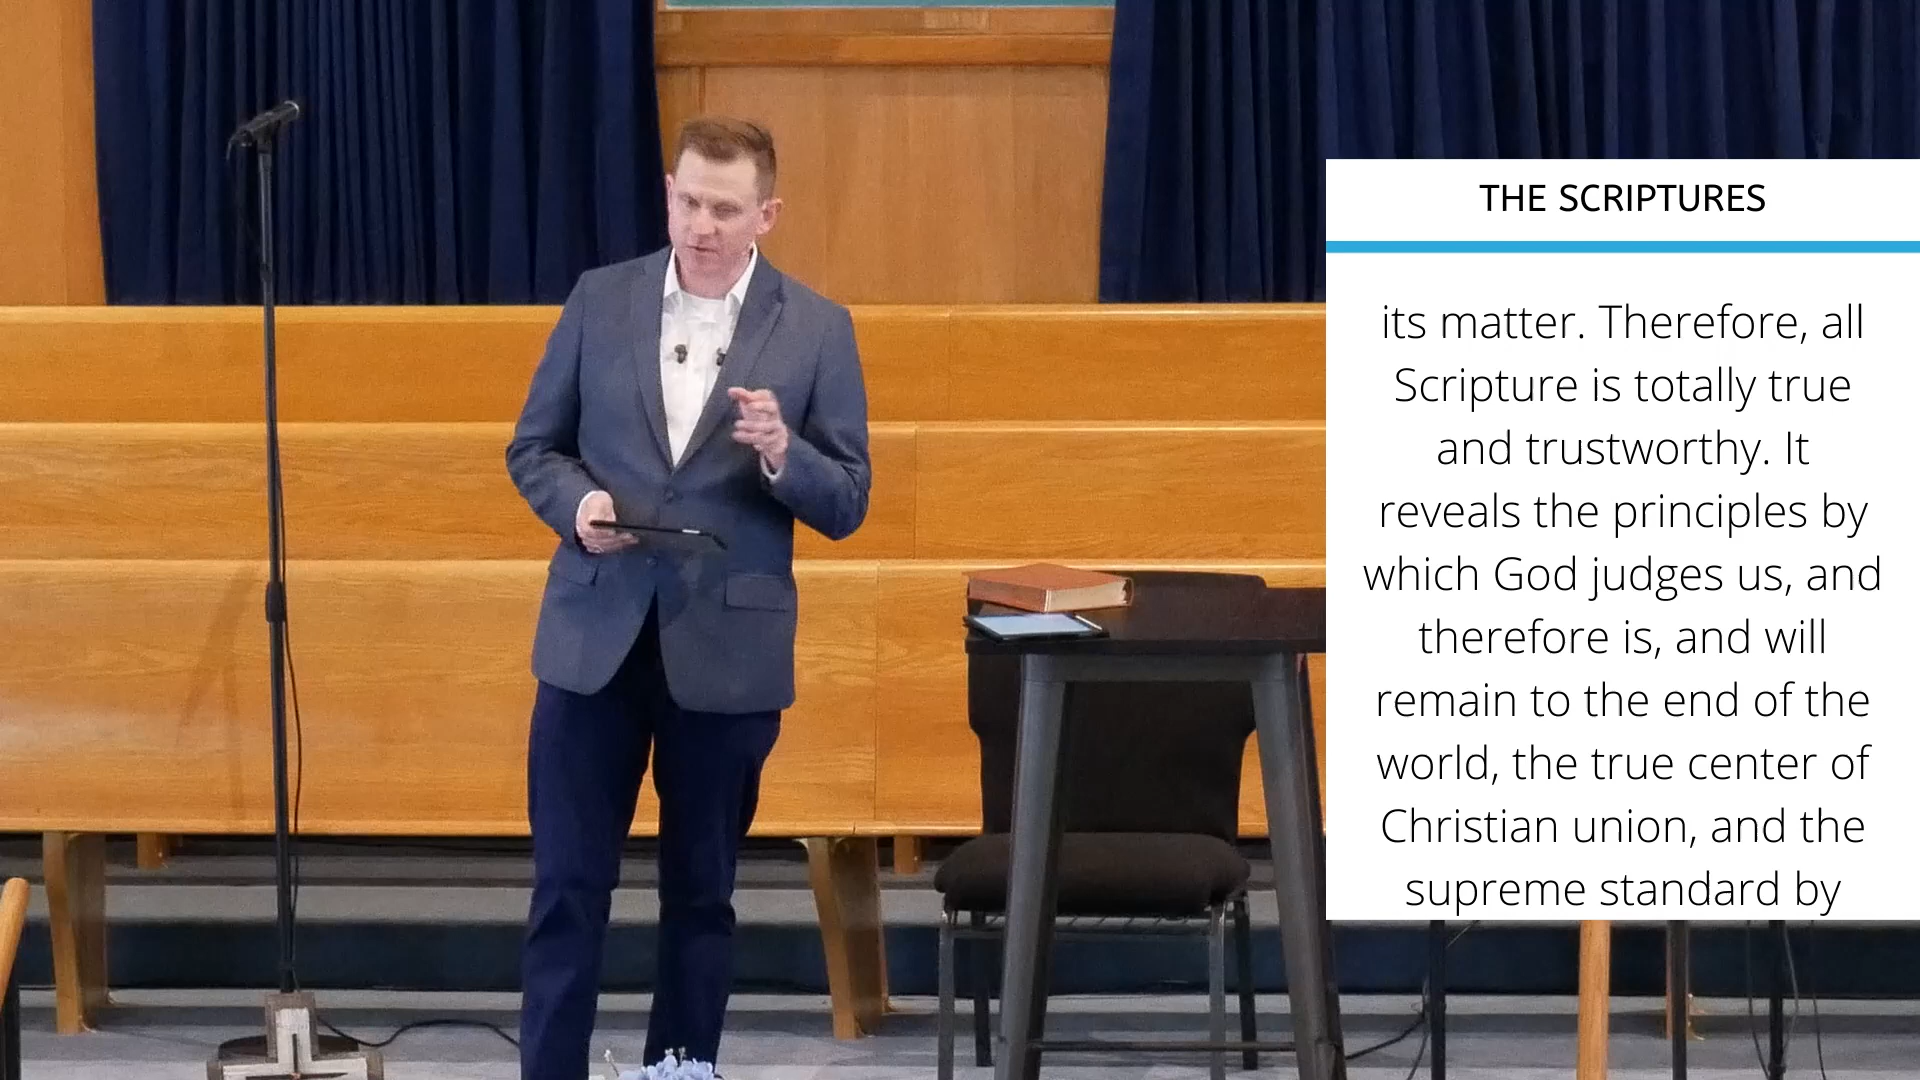 THE SCRIPTURES
its matter. Therefore, all
Scripture is totally true
and trustworthy. It
reveals the principles by
which God judges us, and
therefore is, and will
remain to the end of the
world, the true center of
Christian union, and the
supreme standard by